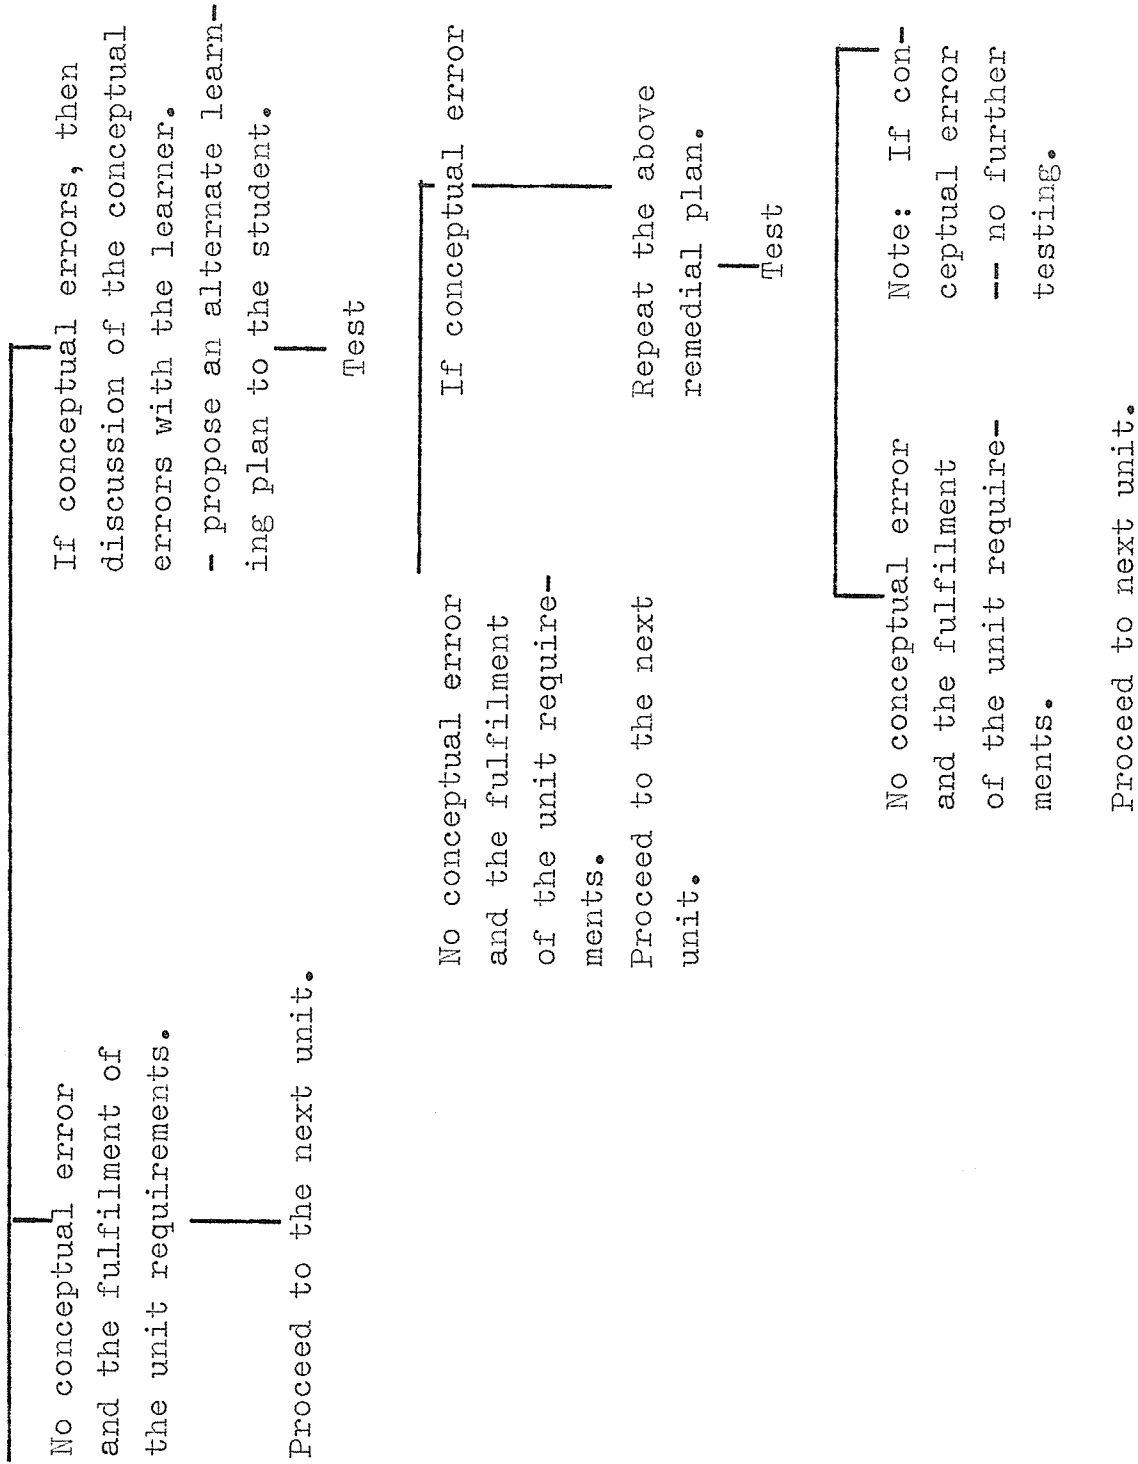 No conceptual error
and the fulfilment of
the unit requirements.
Proceed to the next unit.
If conceptual errors, then
discussion of the conceptual
errors with the learner.
- propose an alternate learn-
ing plan to the student.
Test
No conceptual error
and the fulfilment
of the unit require-
ments.
Proceed to the next
unit.
If conceptual error
Repeat the above
remedial plan.
Test
No conceptual error
and the fulfilment
of the unit require-
ments.
Proceed to next unit.
Note: If con-
ceptual error
-- no further
testing.